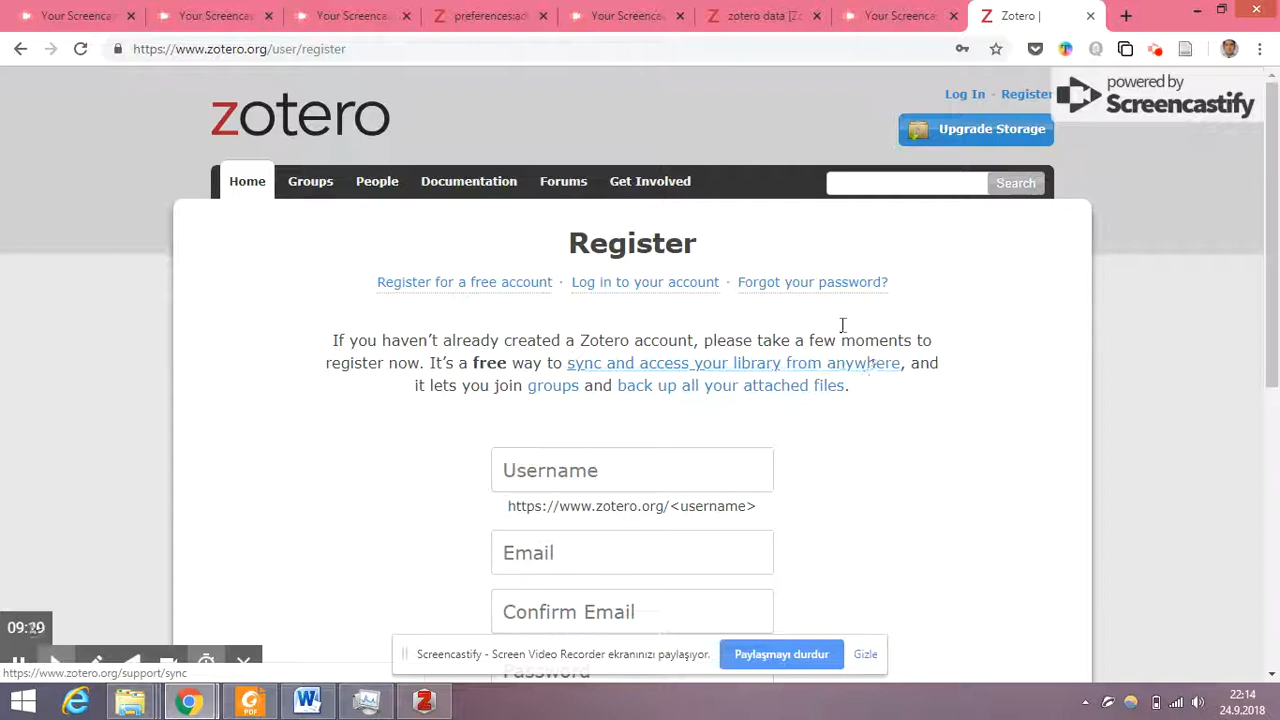 Your Screenca
Your Screenca
Your Screenca
preferences:ad
Your Screenca
zotero data [Zo
Your Screenca
Zotero |
https://www.zotero.org/user/register
powered by
Screencastify
zotero
Log In - Register
Upgrade Storage
Home
Groups
People
Documentation
Forums
Get Involved
Search
Register
Register for a free account · Log in to your account · Forgot your password?
If you haven’t already created a Zotero account, please take a few moments to
register now. It’s a free way to sync and access your library from anywhere, and
it lets you join groups and back up all your attached files.
Username
https://www.zotero.org/<username>
Email
Confirm Email
Password
Screencastify - Screen Video Recorder ekranınızı paylaşıyor.
Paylaşmayı durdur
Gizle
https://www.zotero.org/support/sync
22:14
24.9.2018